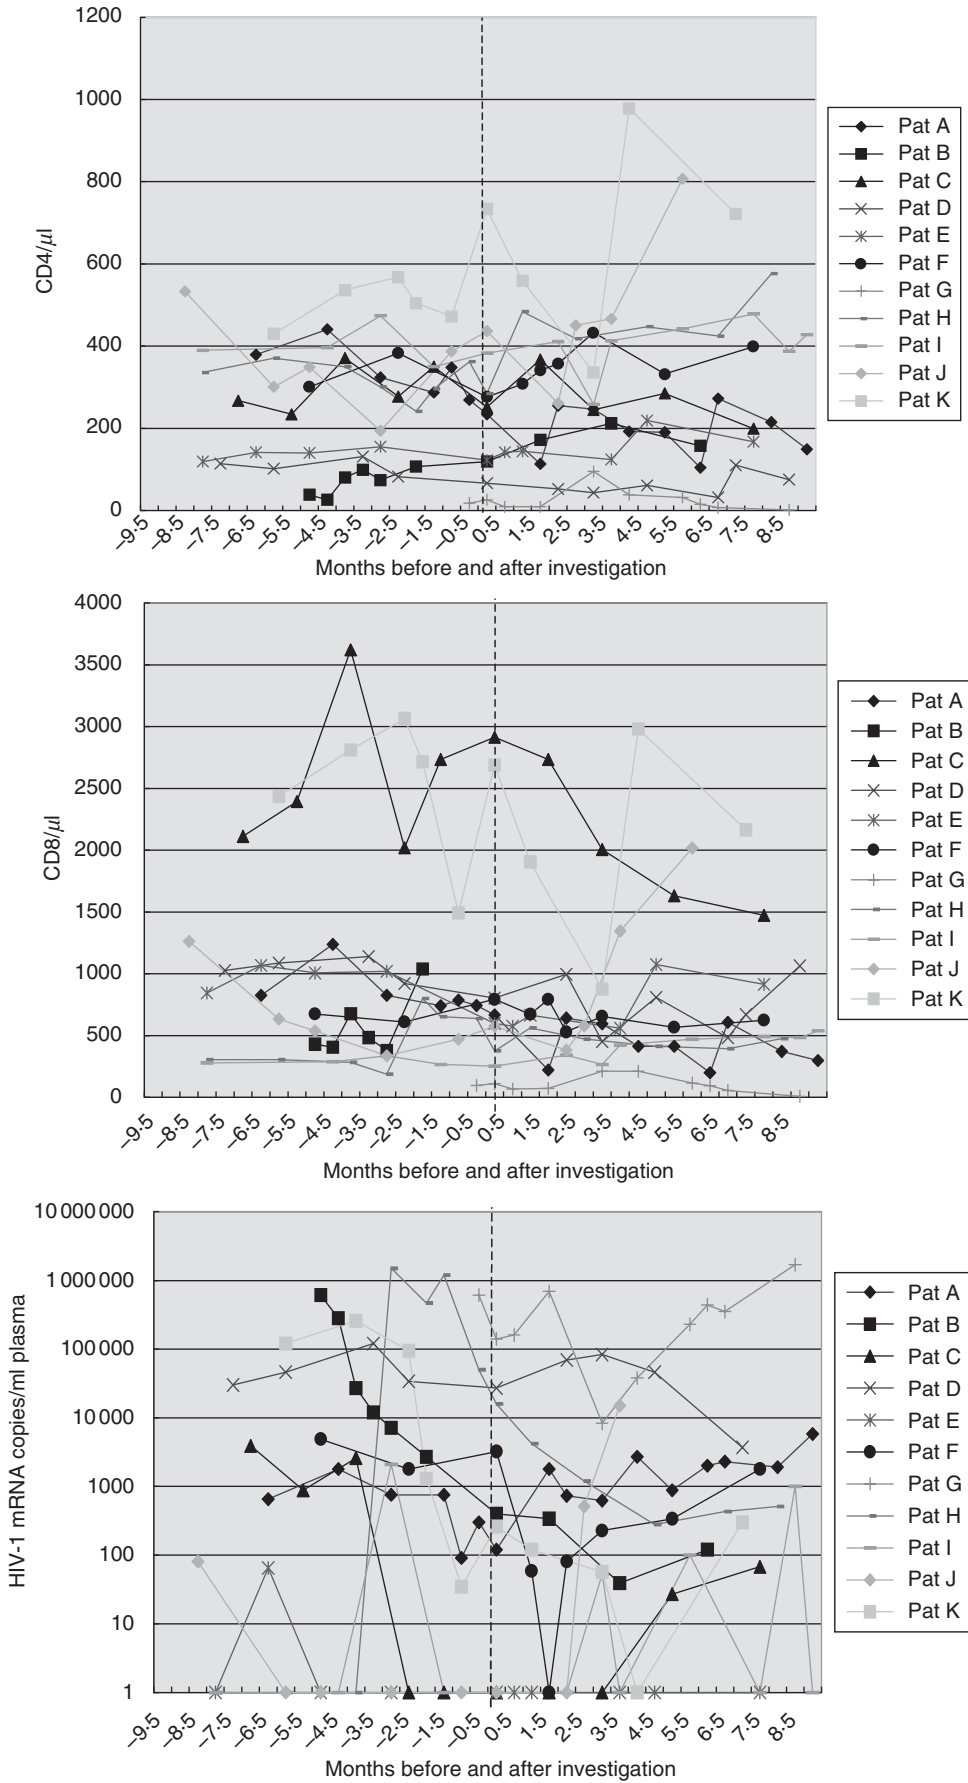 1200
1000
800
600
400
200
0
CD4/μl
–9·5 –8·5 –7·5 –6·5 –5·5 –4·5 –3·5 –2·5 –1·5 –0·5 0·5 1·5 2·5 3·5 4·5 5·5 6·5 7·5 8·5
Months before and after investigation
Pat A
Pat B
Pat C
Pat D
Pat E
Pat F
Pat G
Pat H
Pat I
Pat J
Pat K
4000
3500
3000
2500
2000
1500
1000
500
0
CD8/μl
–9·5 –8·5 –7·5 –6·5 –5·5 –4·5 –3·5 –2·5 –1·5 –0·5 0·5 1·5 2·5 3·5 4·5 5·5 6·5 7·5 8·5
Months before and after investigation
Pat A
Pat B
Pat C
Pat D
Pat E
Pat F
Pat G
Pat H
Pat I
Pat J
Pat K
10 000 000
1 000 000
100 000
10 000
1000
100
10
1
HIV-1 mRNA copies/ml plasma
–9·5 –8·5 –7·5 –6·5 –5·5 –4·5 –3·5 –2·5 –1·5 –0·5 0·5 1·5 2·5 3·5 4·5 5·5 6·5 7·5 8·5
Months before and after investigation
Pat A
Pat B
Pat C
Pat D
Pat E
Pat F
Pat G
Pat H
Pat I
Pat J
Pat K